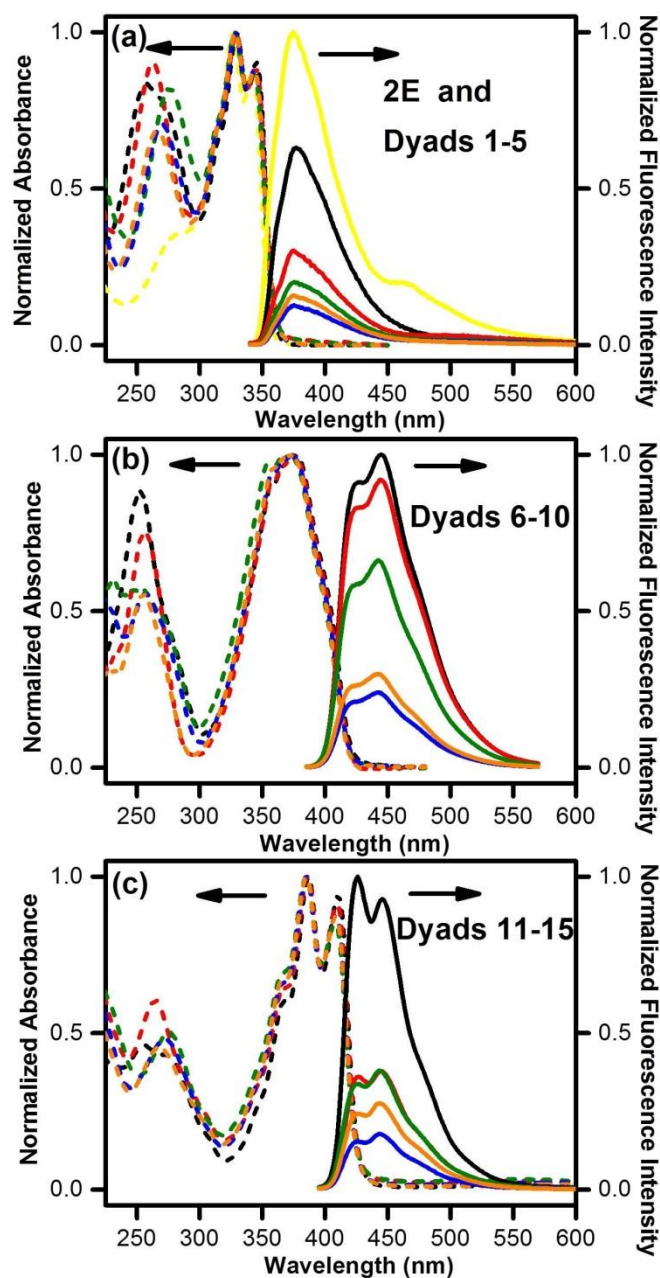 (a)
2E and
Dyads 1-5
Normalized Absorbance
Normalized Fluorescence Intensity
1.0
0.5
0.0
1.0
0.5
0.0
250 300 350 400 450 500 550 600
Wavelength (nm)
(b)
Dyads 6-10
Normalized Absorbance
Normalized Fluorescence Intensity
1.0
0.5
0.0
1.0
0.5
0.0
250 300 350 400 450 500 550 600
Wavelength (nm)
(c)
Dyads 11-15
Normalized Absorbance
Normalized Fluorescence Intensity
1.0
0.5
0.0
1.0
0.5
0.0
250 300 350 400 450 500 550 600
Wavelength (nm)